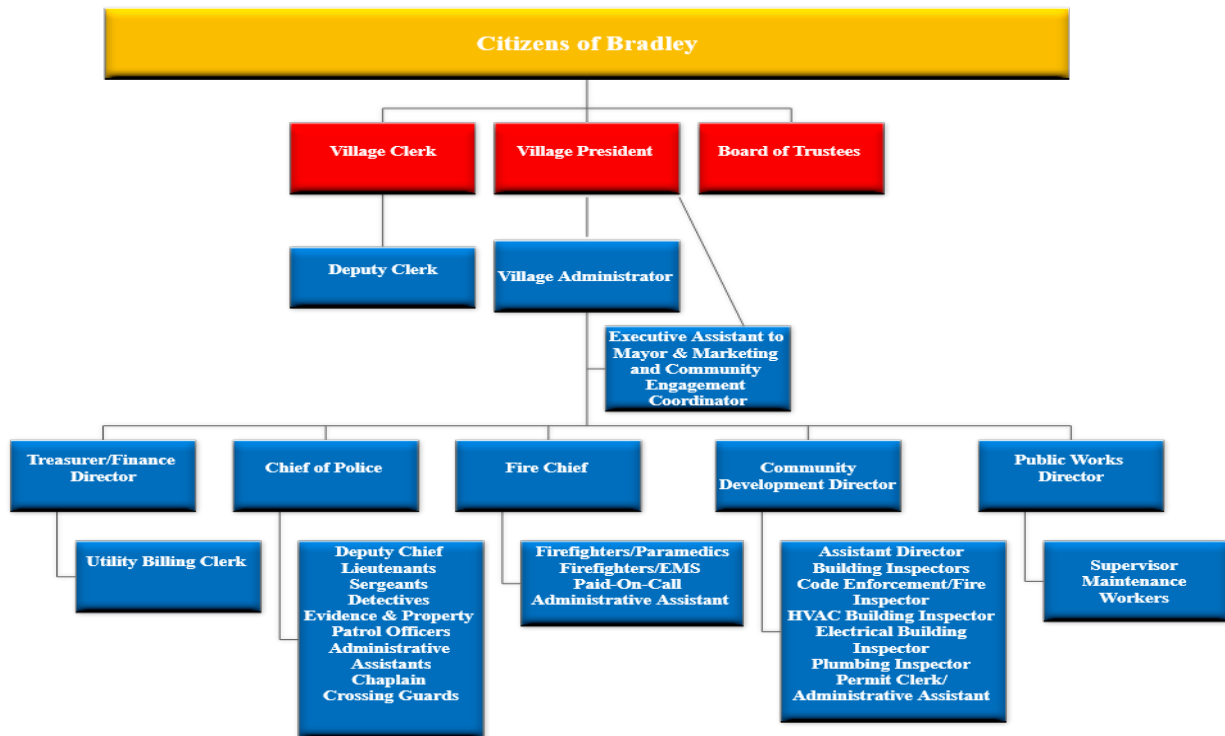 Citizens of Bradley
Village Clerk
Village President
Board of Trustees
Deputy Clerk
Village Administrator
Executive Assistant to
Mayor & Marketing
and Community
Engagement
Coordinator
Treasurer/Finance
Director
Chief of Police
Fire Chief
Community
Development Director
Public Works
Director
Utility Billing Clerk
Deputy Chief
Lieutenants
Sergeants
Detectives
Evidence & Property
Patrol Officers
Administrative
Assistants
Chaplain
Crossing Guards
Firefighters/Paramedics
Firefighters/EMS
Paid-On-Call
Administrative Assistant
Assistant Director
Building Inspectors
Code Enforcement/Fire
Inspector
HVAC Building Inspector
Electrical Building
Inspector
Plumbing Inspector
Permit Clerk/
Administrative Assistant
Supervisor
Maintenance
Workers